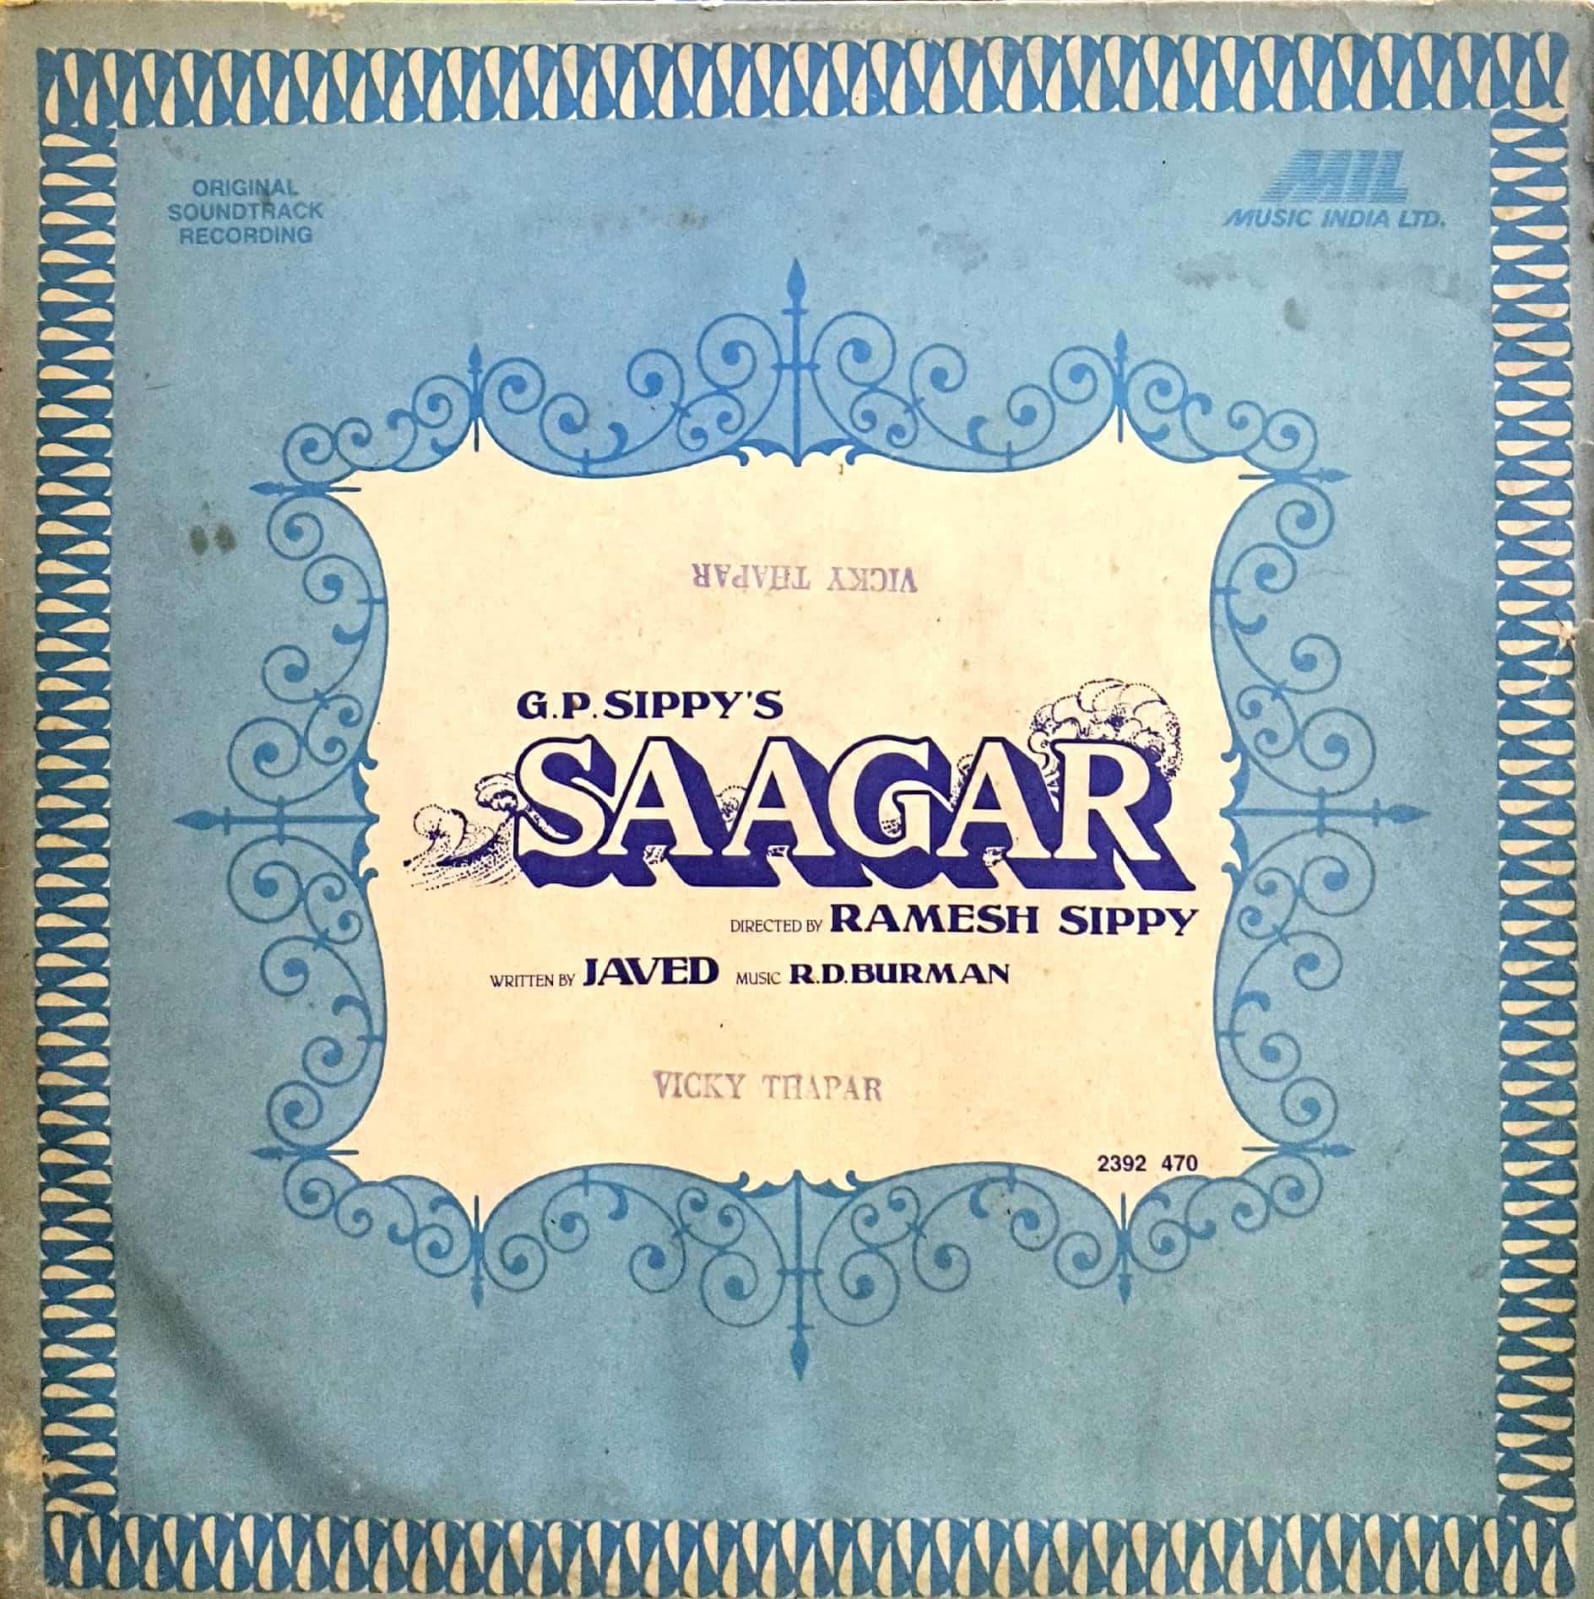 ORIGINAL
SOUNDTRACK
RECORDING
MIL
MUSIC INDIA LTD.
VICKY THAPAR
G.P.SIPPY'S
SAAGAR
DIRECTED BY RAMESH SIPPY
WRITTEN BY JAVED MUSIC R.D.BURMAN
VICKY THAPAR
2392 470